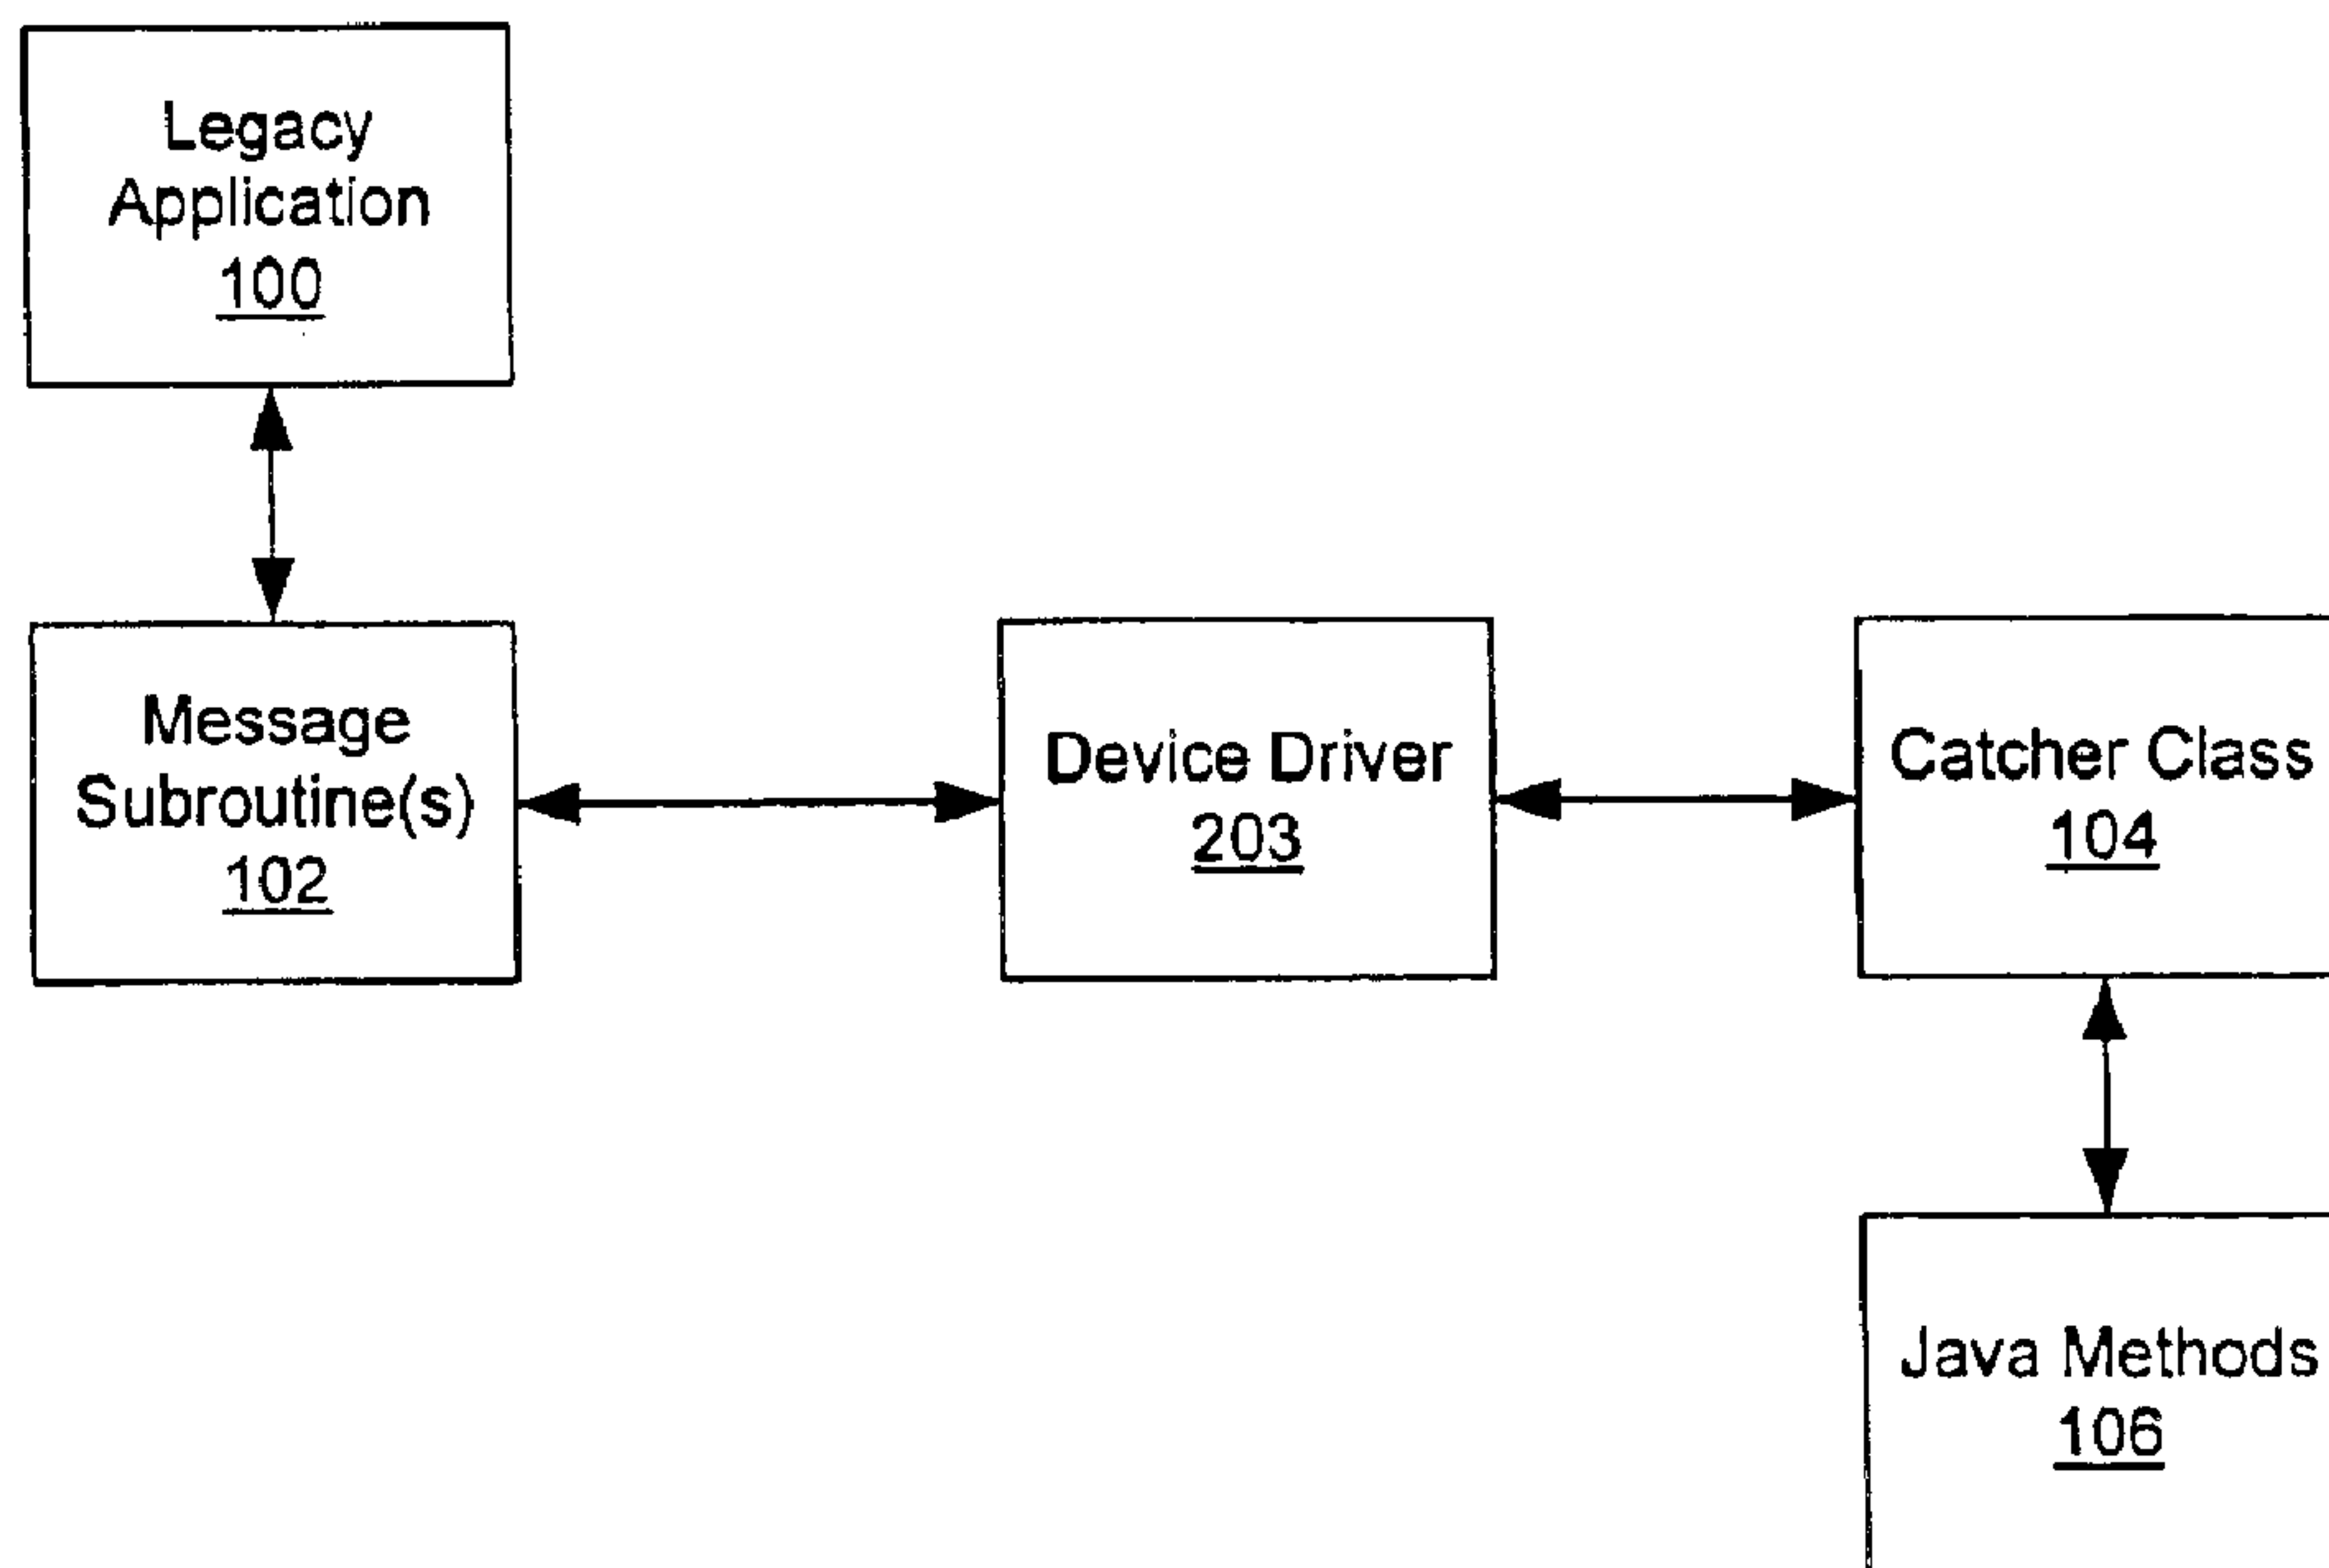 Legacy
Application
100
Message
Subroutine(s)
102
Device Driver
203
Catcher Class
104
Java Methods
106